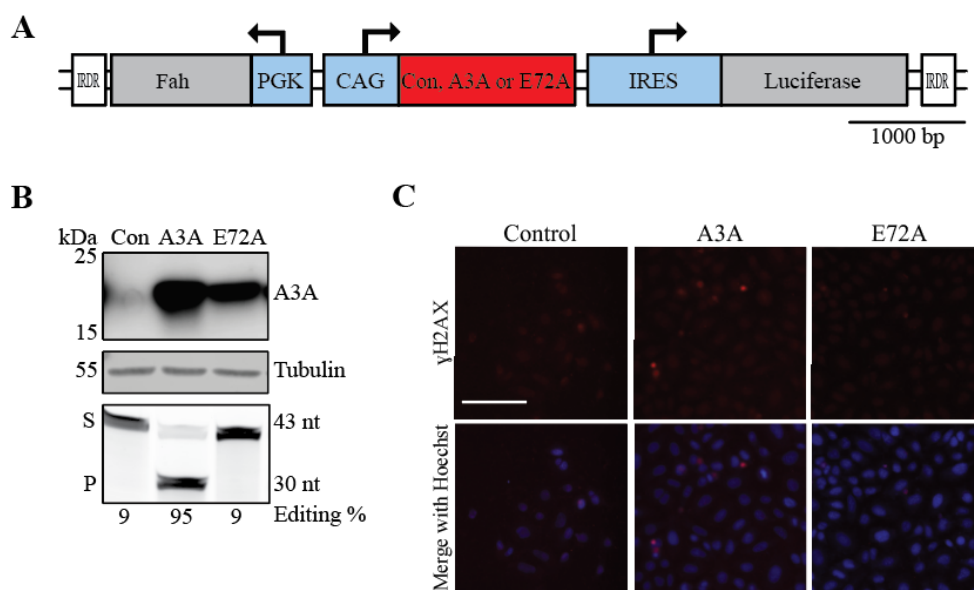 A
IRDR Fah PGK CAG Con. A3A or E72A IRES Luciferase IRDR
1000 bp
B
kDa Con A3A E72A
25
A3A
15
55 Tubulin
S 43 nt
P 30 nt
9 95 9 Editing %
C
Control A3A E72A
γH2AX
Merge with Hoechst